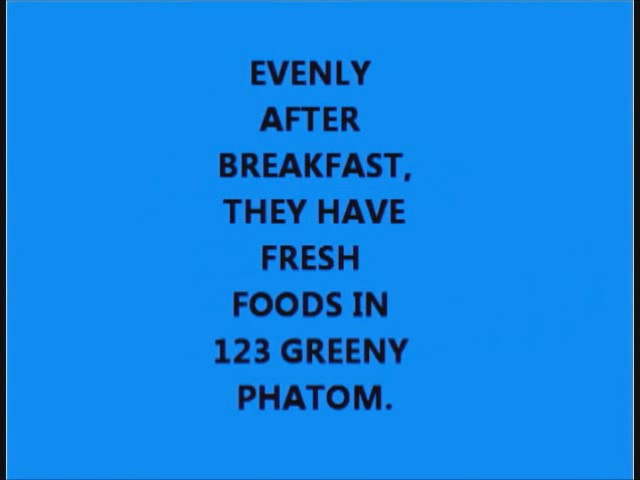 EVENLY
AFTER
BREAKFAST,
THEY HAVE
FRESH
FOODS IN
123 GREENY
PHATOM.